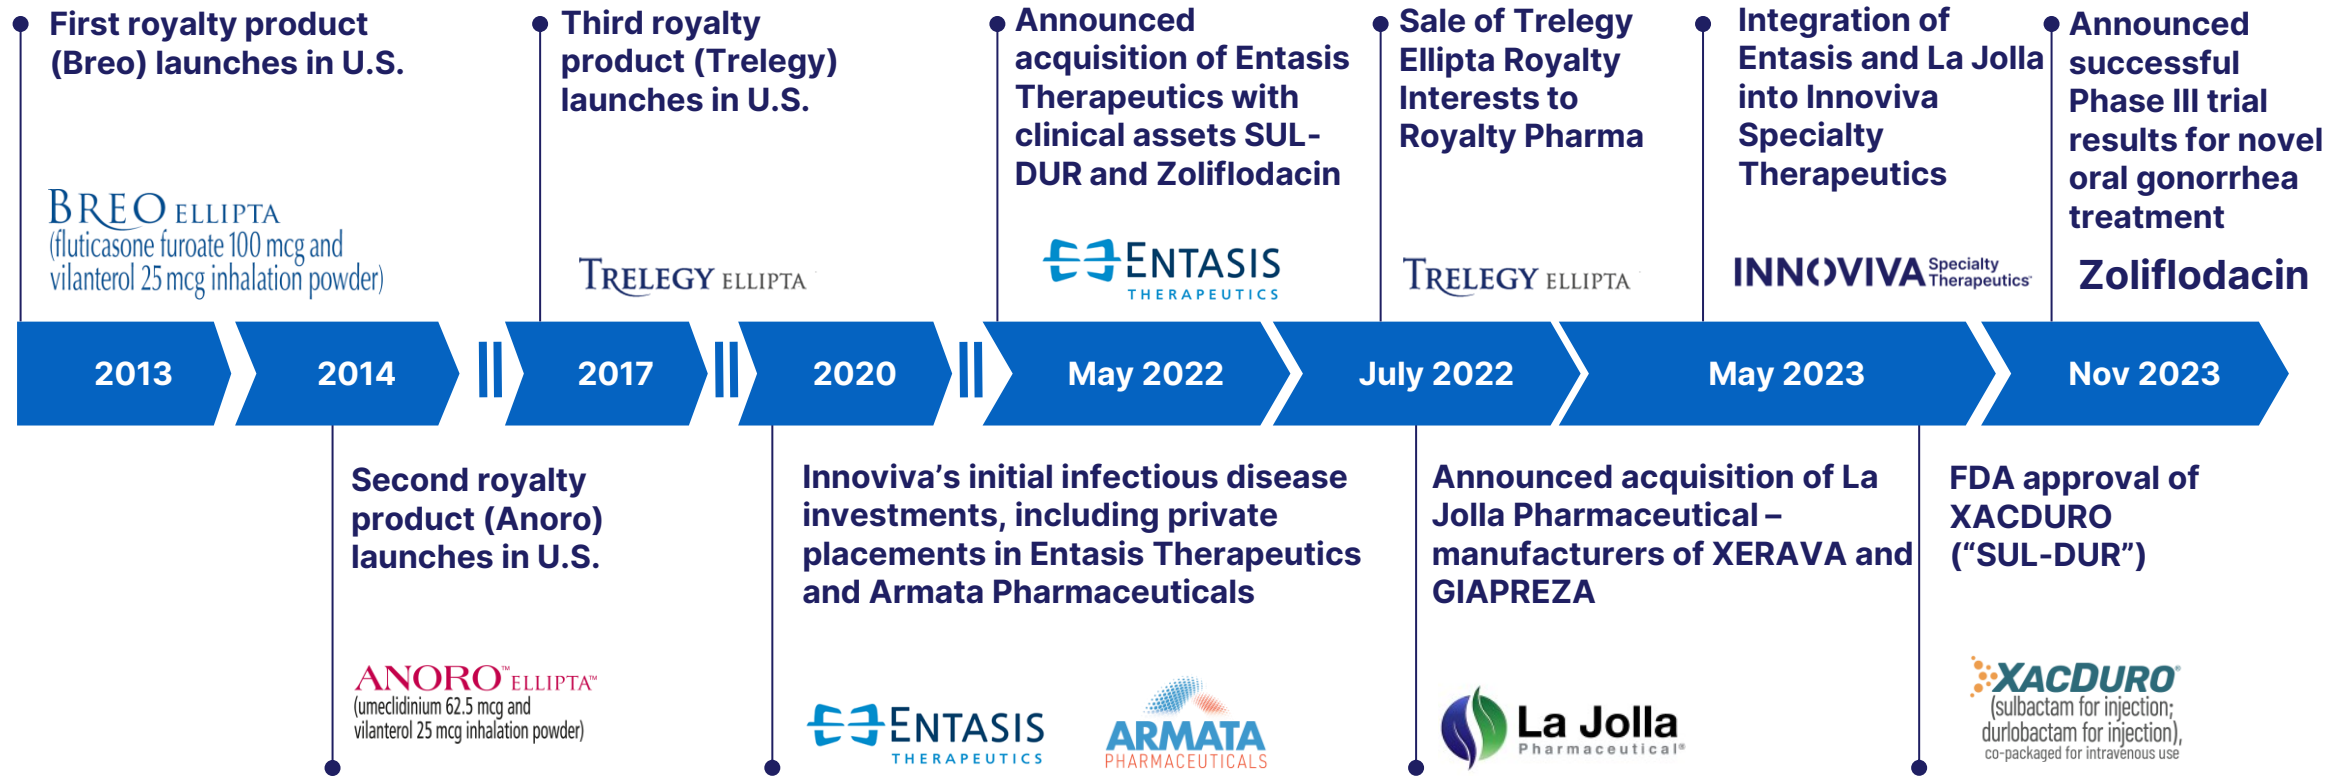 First royalty product
(Breo) launches in U.S.
BREO ELLIPTA
(fluticasone furoate 100 mcg and
vilanterol 25 mcg inhalation powder)
Third royalty
product (Trelegy)
launches in U.S.
TRELEGY ELLIPTA
Announced
acquisition of Entasis
Therapeutics with
clinical assets SUL-
DUR and Zoliflodacin
ENTASIS
THERAPEUTICS
Sale of Trelegy
Ellipta Royalty
Interests to
Royalty Pharma
TRELEGY ELLIPTA
Integration of
Entasis and La Jolla
into Innoviva
Specialty
Therapeutics
INNOVIVA Specialty
Therapeutics
Announced
successful
Phase III trial
results for novel
oral gonorrhea
treatment
Zoliflodacin
2013
2014
2017
2020
May 2022
July 2022
May 2023
Nov 2023
Second royalty
product (Anoro)
launches in U.S.
ANORO™ ELLIPTA™
(umeclidinium 62.5 mcg and
vilanterol 25 mcg inhalation powder)
Innoviva’s initial infectious disease
investments, including private
placements in Entasis Therapeutics
and Armata Pharmaceuticals
ENTASIS
THERAPEUTICS
ARMATA
PHARMACEUTICALS
Announced acquisition of La
Jolla Pharmaceutical –
manufacturers of XERAVA and
GIAPREZA
La Jolla
Pharmaceutical®
FDA approval of
XACDURO
(“SUL-DUR”)
XACDURO®
(sulbactam for injection;
durlobactam for injection),
co-packaged for intravenous use